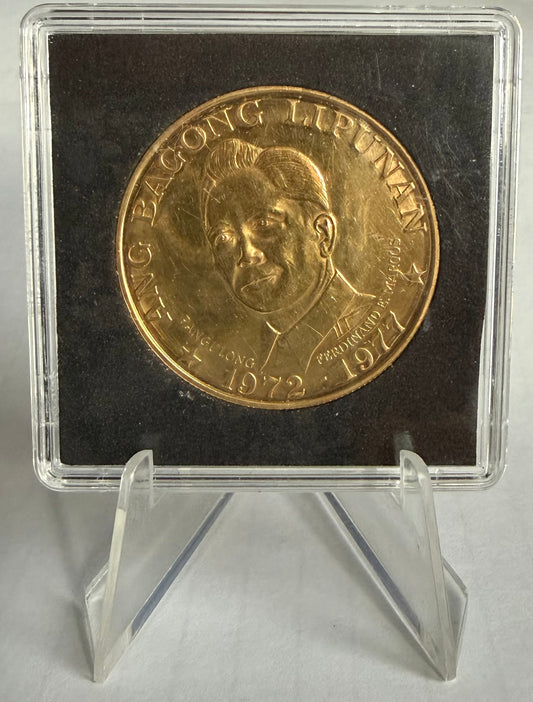 ANG BAGONG LIPUNAN
PANGULONG
FERDINAND E. MARCOS
1972 · 1977